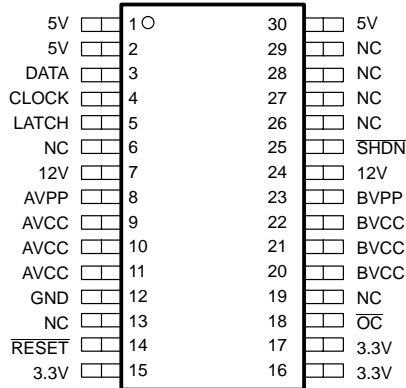 5V 1 30 5V
5V 2 29 NC
DATA 3 28 NC
CLOCK 4 27 NC
LATCH 5 26 NC
NC 6 25 S̅H̅D̅N̅
12V 7 24 12V
AVPP 8 23 BVPP
AVCC 9 22 BVCC
AVCC 10 21 BVCC
AVCC 11 20 BVCC
GND 12 19 NC
NC 13 18 O̅C̅
R̅E̅S̅E̅T̅ 14 17 3.3V
3.3V 15 16 3.3V